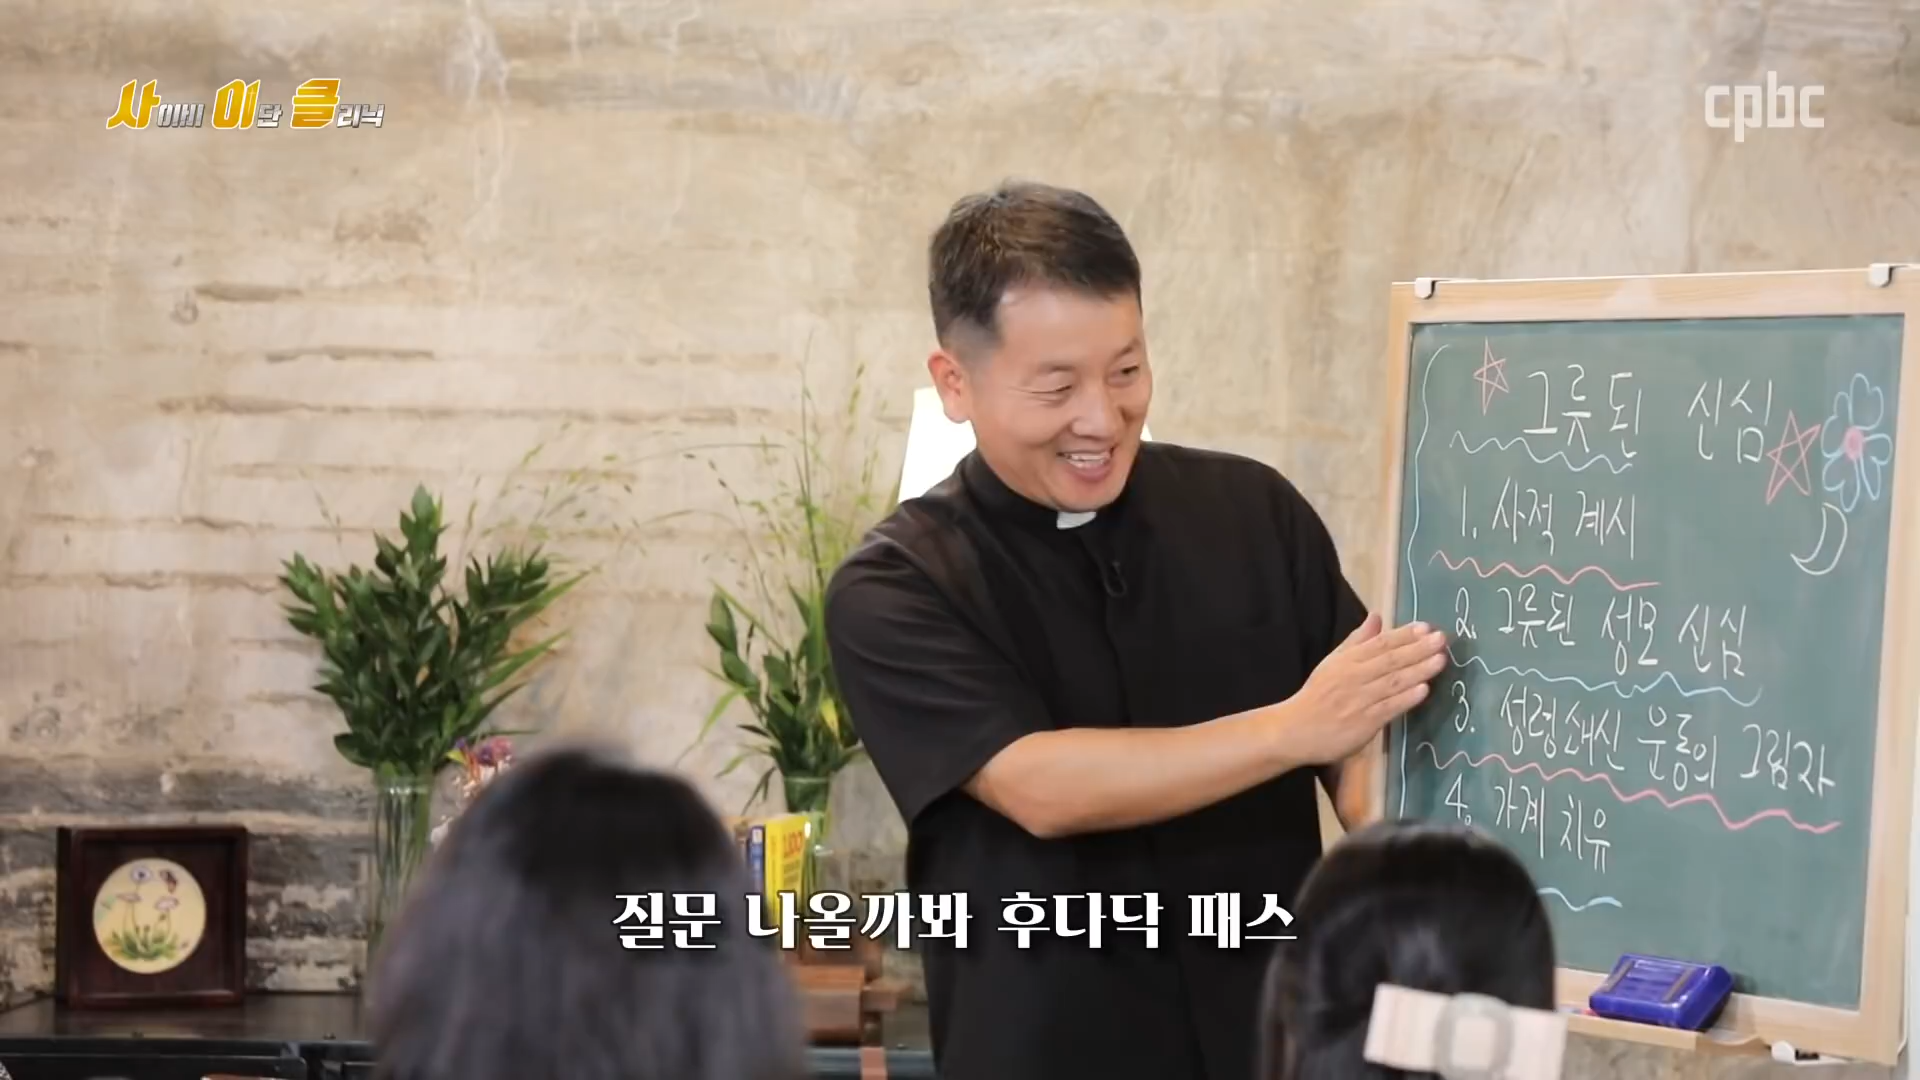 사이비 이단 클리닉
cpbc
그릇된 신심
1. 사적 계시
2. 그릇된 성모 신심
3. 성령쇄신 운동의 그림자
4. 가계 치유
질문 나올까봐 후다닥 패스